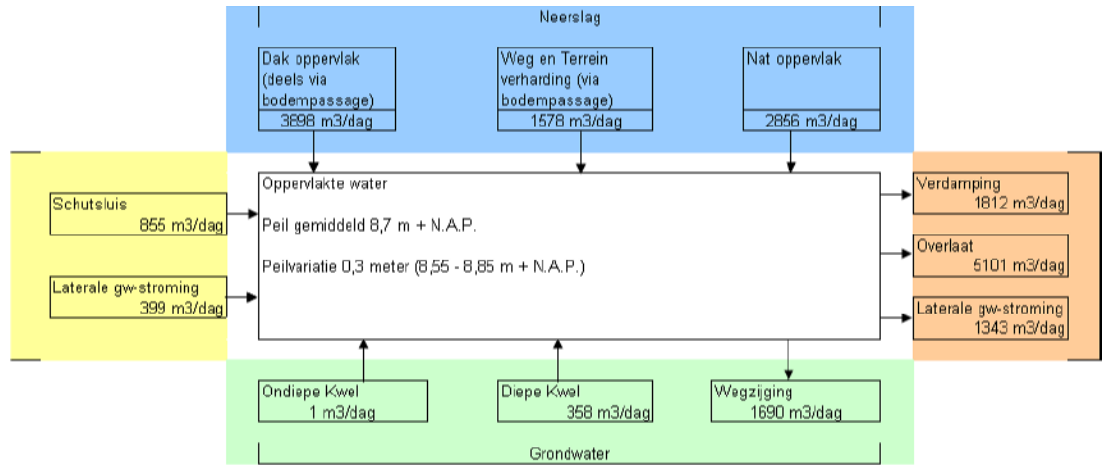 Neerslag
Dak oppervlak
(deels via
bodempassage)
3898 m3/dag
Weg en Terrein
verharding (via
bodempassage)
1578 m3/dag
Nat oppervlak
2856 m3/dag
Schutsluis
855 m3/dag
Laterale gw-stroming
399 m3/dag
Oppervlakte water
Peil gemiddeld 8,7 m + N.A.P.
Peilvariatie 0,3 meter (8,55 - 8,85 m + N.A.P.)
Verdamping
1812 m3/dag
Overlaat
5101 m3/dag
Laterale gw-stroming
1343 m3/dag
Ondiepe Kwel
1 m3/dag
Diepe Kwel
358 m3/dag
Wegzijging
1690 m3/dag
Grondwater